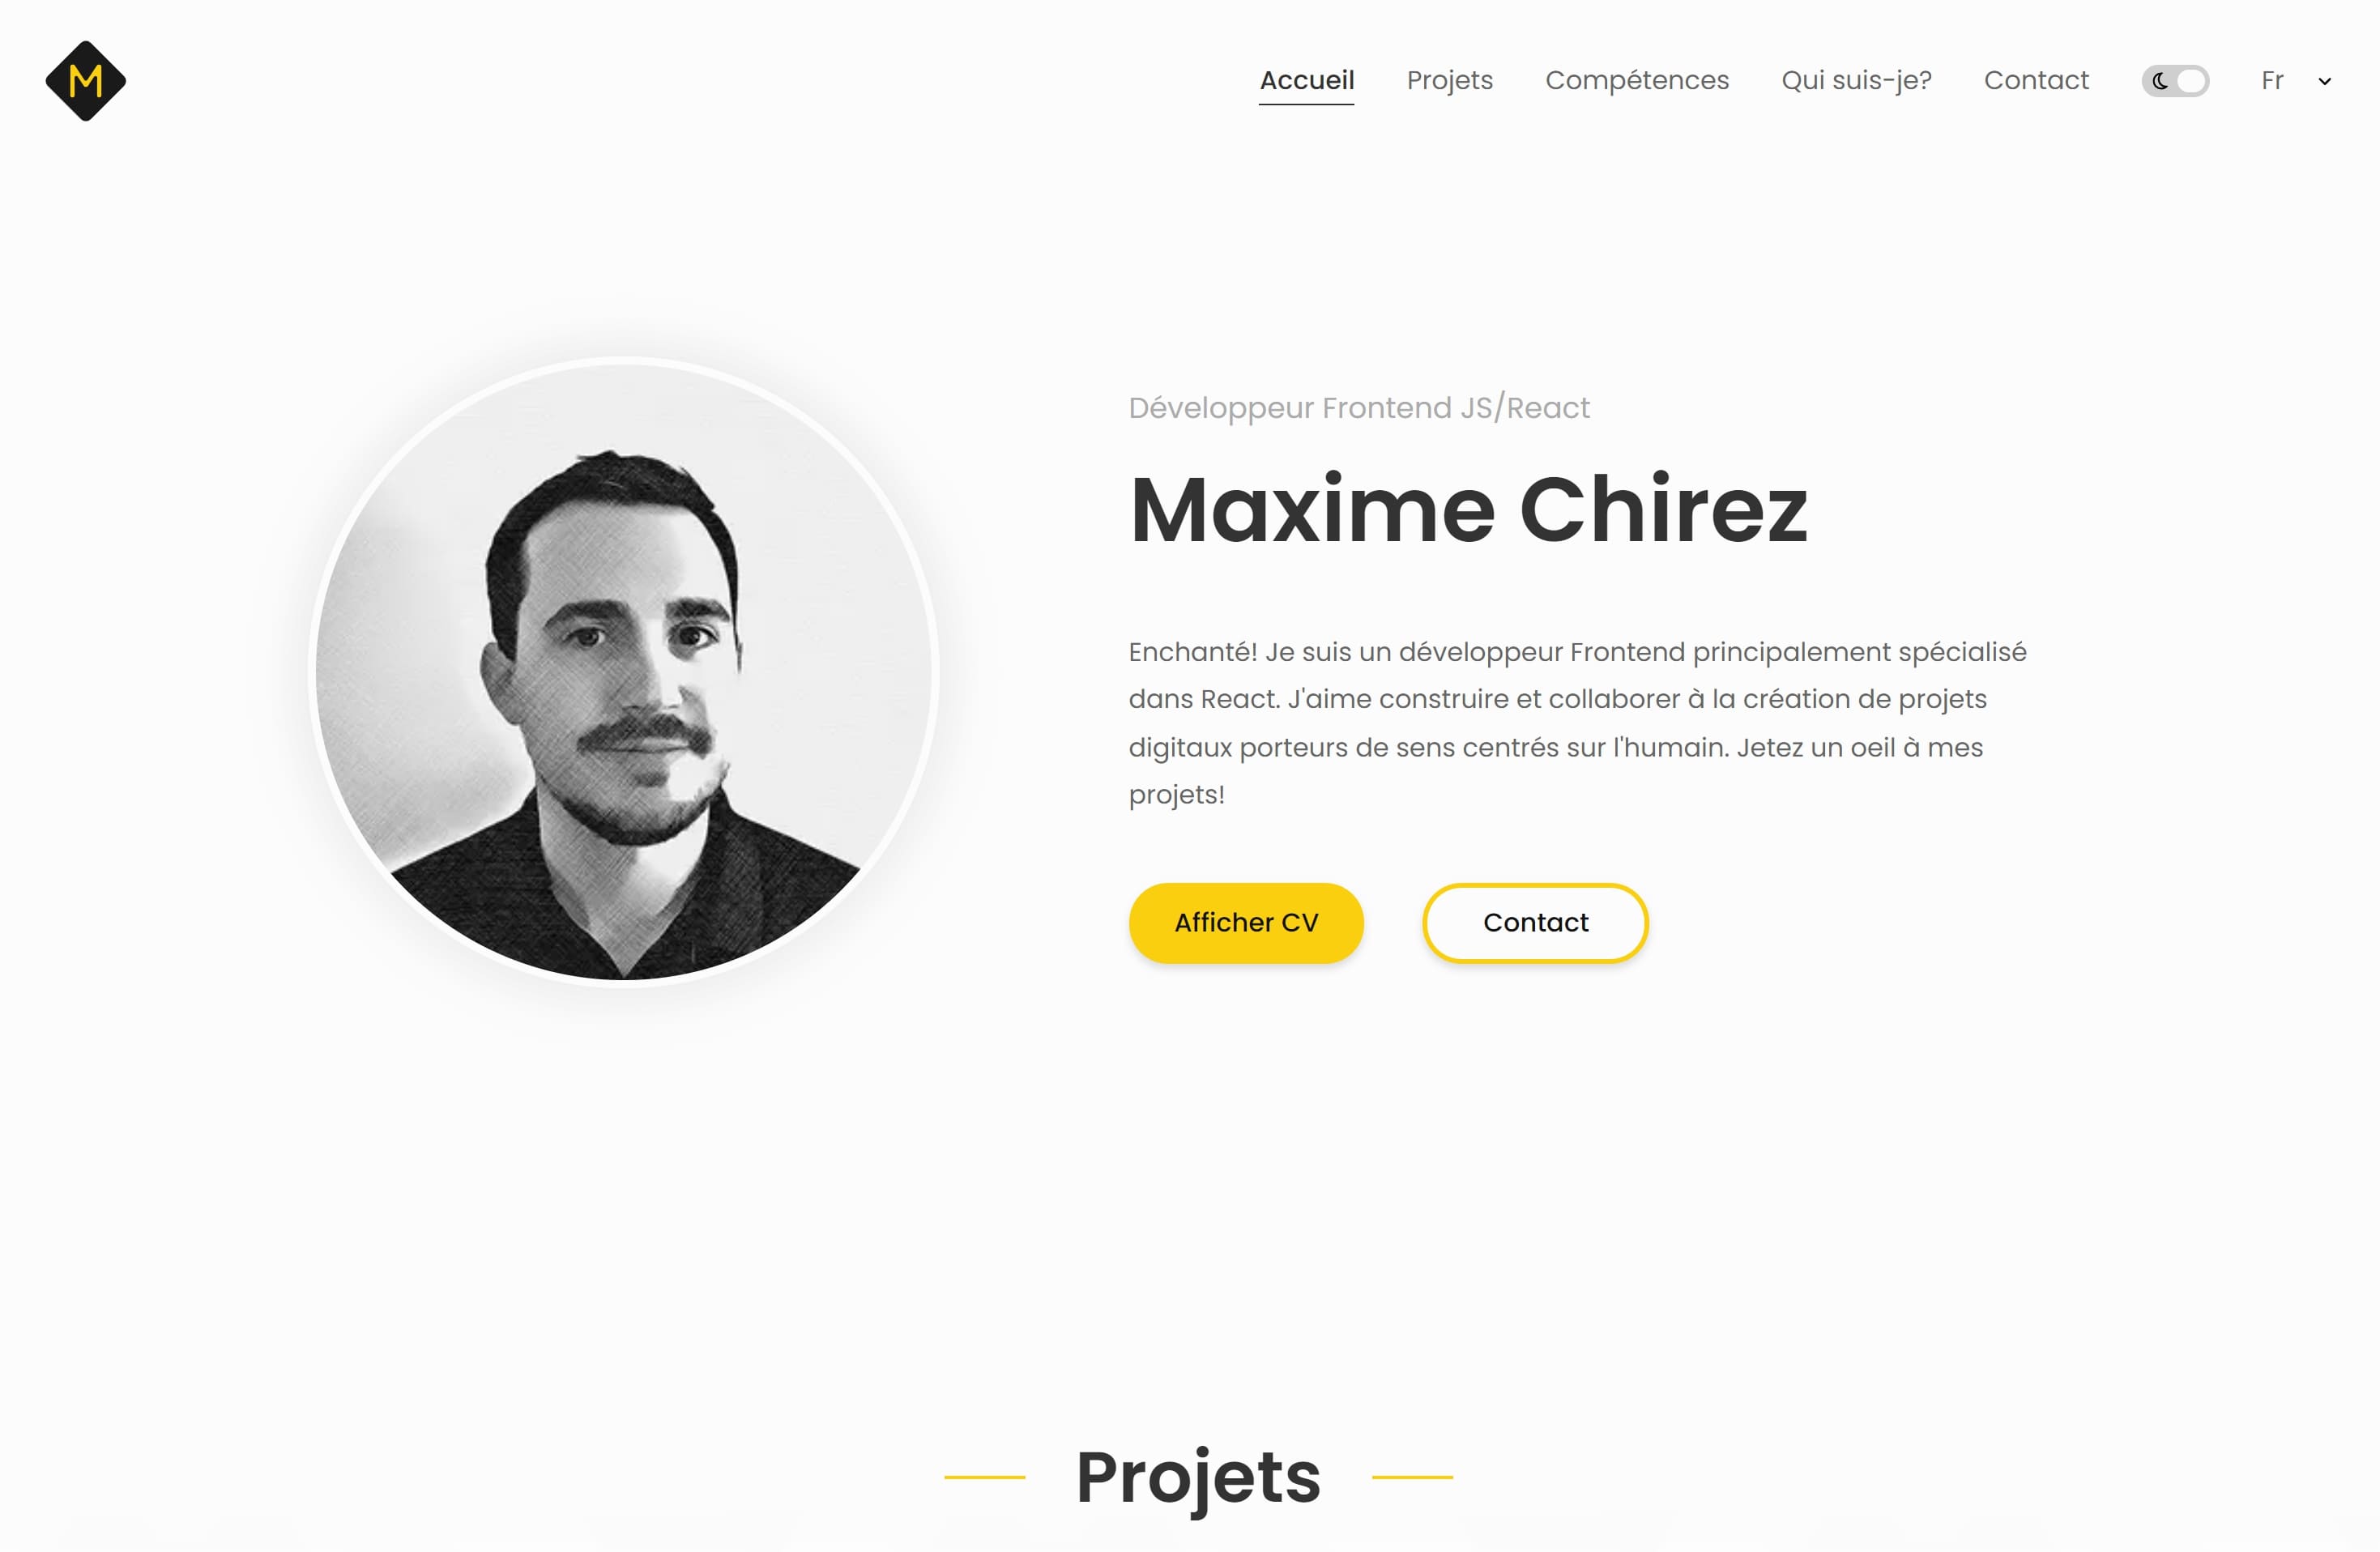 M
Accueil Projets Compétences Qui suis-je? Contact Fr
Développeur Frontend JS/React
Maxime Chirez
Enchanté! Je suis un développeur Frontend principalement spécialisé
dans React. J'aime construire et collaborer à la création de projets
digitaux porteurs de sens centrés sur l'humain. Jetez un oeil à mes
projets!
Afficher CV Contact
Projets